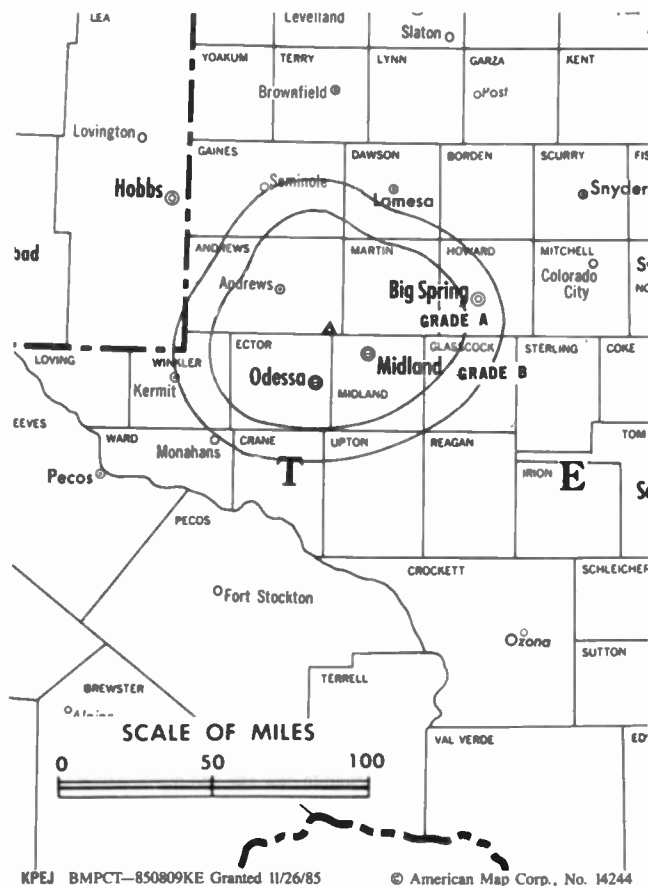 LEA
Levelland
Slaton
YOAKUM TERRY LYNN GARZA KENT
Brownfield Post
Lovington
GAINES DAWSON BORDEN SCURRY FIS
Seminole
Hobbs Lamesa Snyder
bad ANDREWS MARTIN HOWARD MITCHELL S
Andrews Big Spring Colorado City NO
GRADE A
LOVING WINKLER ECTOR GLASSCOCK STERLING COKE
Midland
Kermit Odessa MIDLAND GRADE B
EEVES WARD CRANE UPTON REAGAN TOM
Monahans
Pecos T IRION E S
PECOS
CROCKETT SCHLEICHER
Fort Stockton
Ozona
SUTTON
TERRELL
BREWSTER
SCALE OF MILES
VAL VERDE ED
0 50 100
KPEJ BMPCT—850809KE Granted 11/26/85 © American Map Corp., No. 14244